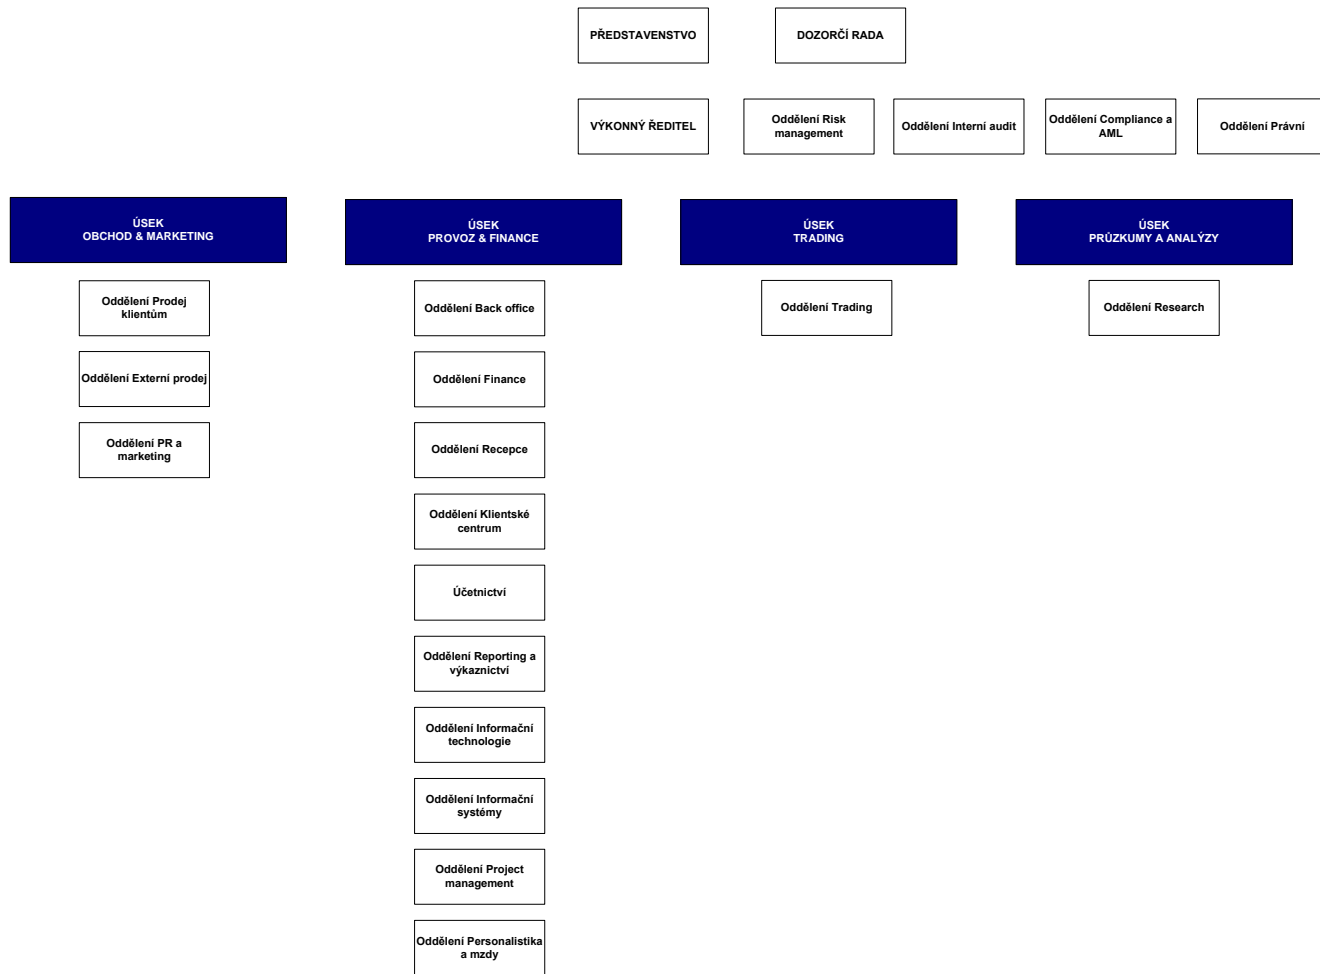 PŘEDSTAVENSTVO
DOZORČÍ RADA
VÝKONNÝ ŘEDITEL
Oddělení Risk
management
Oddělení Interní audit
Oddělení Compliance a
AML
Oddělení Právní
ÚSEK
OBCHOD & MARKETING
ÚSEK
PROVOZ & FINANCE
ÚSEK
TRADING
ÚSEK
PRŮZKUMY A ANALÝZY
Oddělení Prodej
klientům
Oddělení Externí prodej
Oddělení PR a
marketing
Oddělení Back office
Oddělení Finance
Oddělení Recepce
Oddělení Klientské
centrum
Účetnictví
Oddělení Reporting a
výkaznictví
Oddělení Informační
technologie
Oddělení Informační
systémy
Oddělení Project
management
Oddělení Personalistika
a mzdy
Oddělení Trading
Oddělení Research